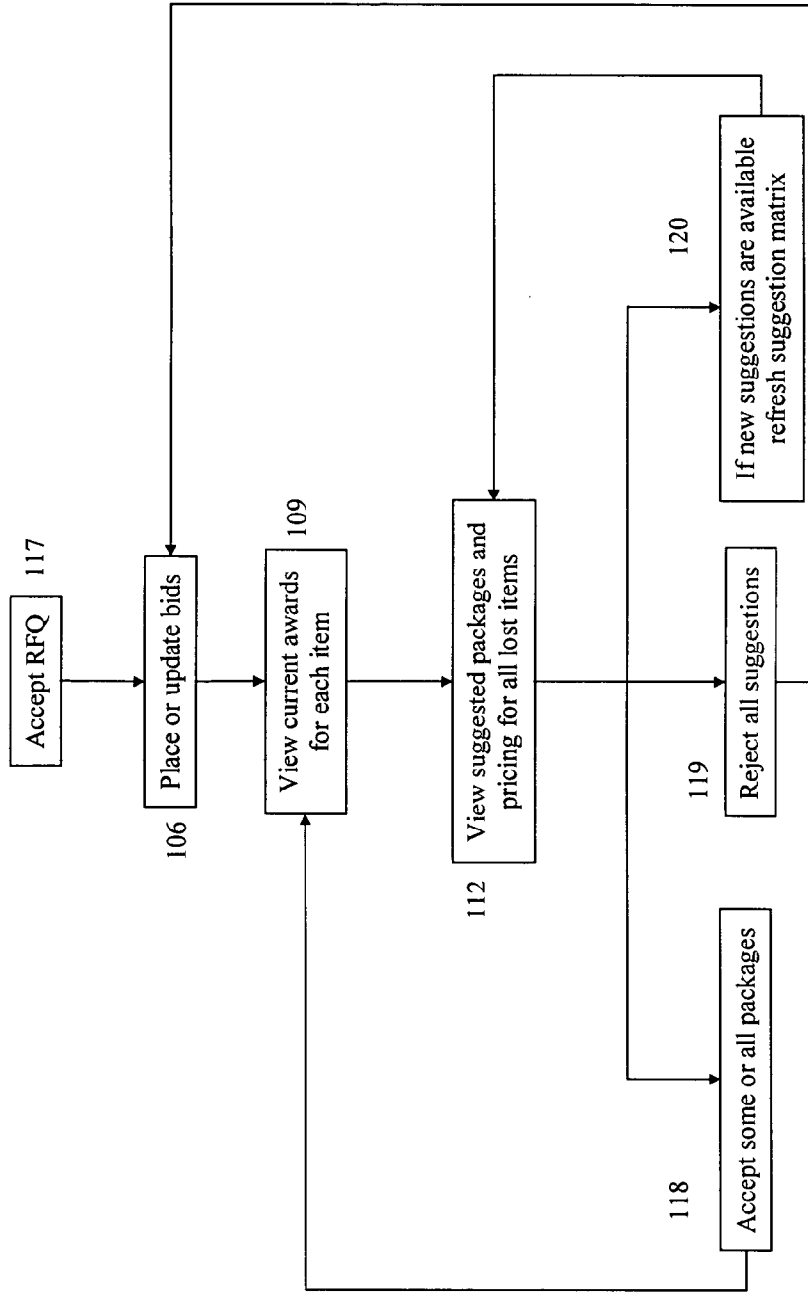 Accept RFQ
117
Place or update bids
106
View current awards
for each item
109
View suggested packages and
pricing for all lost items
112
Accept some or all packages
118
Reject all suggestions
119
If new suggestions are available
refresh suggestion matrix
120